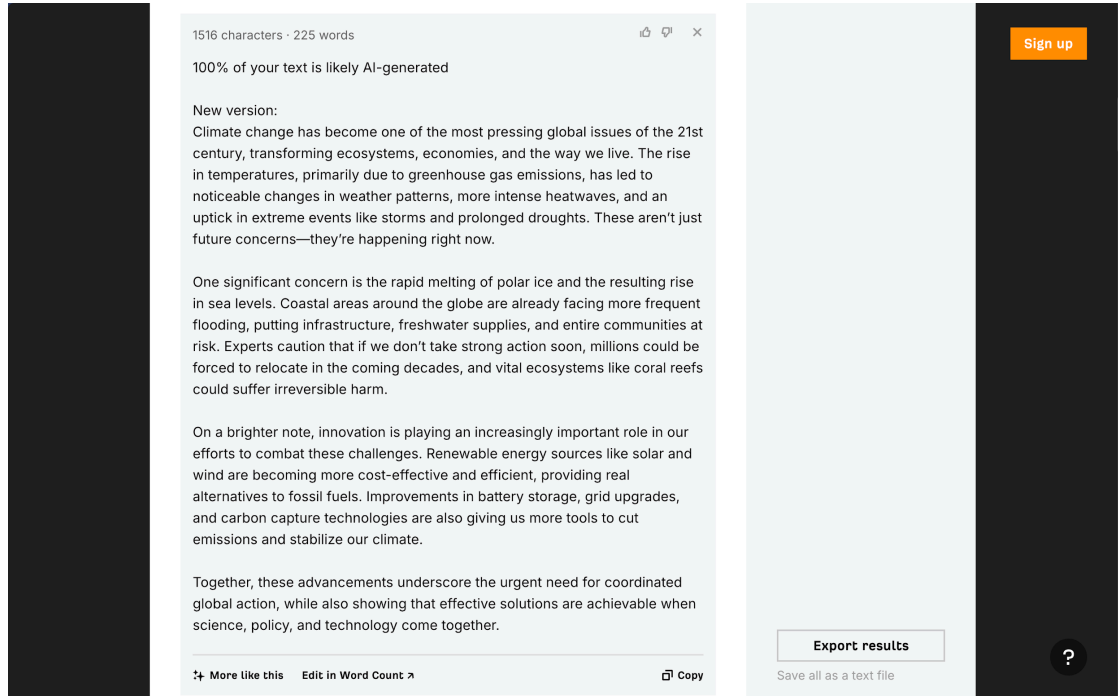 1516 characters · 225 words
Sign up
100% of your text is likely AI-generated
New version:
Climate change has become one of the most pressing global issues of the 21st
century, transforming ecosystems, economies, and the way we live. The rise
in temperatures, primarily due to greenhouse gas emissions, has led to
noticeable changes in weather patterns, more intense heatwaves, and an
uptick in extreme events like storms and prolonged droughts. These aren’t just
future concerns—they’re happening right now.
One significant concern is the rapid melting of polar ice and the resulting rise
in sea levels. Coastal areas around the globe are already facing more frequent
flooding, putting infrastructure, freshwater supplies, and entire communities at
risk. Experts caution that if we don’t take strong action soon, millions could be
forced to relocate in the coming decades, and vital ecosystems like coral reefs
could suffer irreversible harm.
On a brighter note, innovation is playing an increasingly important role in our
efforts to combat these challenges. Renewable energy sources like solar and
wind are becoming more cost-effective and efficient, providing real
alternatives to fossil fuels. Improvements in battery storage, grid upgrades,
and carbon capture technologies are also giving us more tools to cut
emissions and stabilize our climate.
Together, these advancements underscore the urgent need for coordinated
global action, while also showing that effective solutions are achievable when
science, policy, and technology come together.
More like this
Edit in Word Count ↗
Copy
Export results
Save all as a text file
?